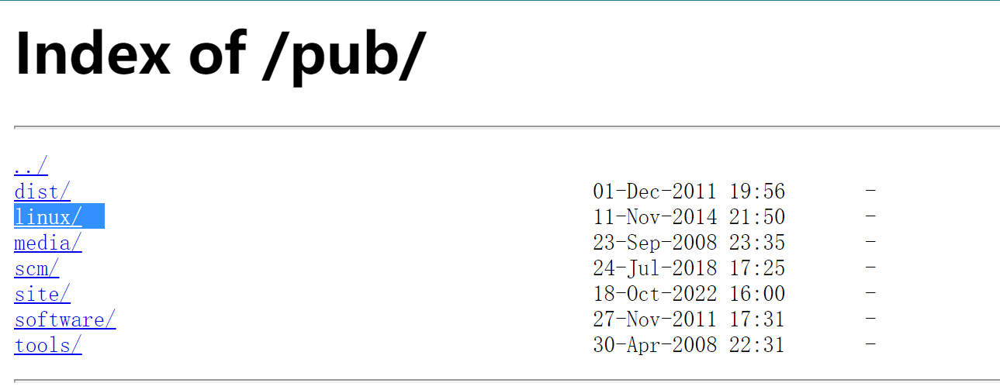 Index of /pub/
../
dist/ 01-Dec-2011 19:56 -
linux/ 11-Nov-2014 21:50 -
media/ 23-Sep-2008 23:35 -
scm/ 24-Jul-2018 17:25 -
site/ 18-Oct-2022 16:00 -
software/ 27-Nov-2011 17:31 -
tools/ 30-Apr-2008 22:31 -